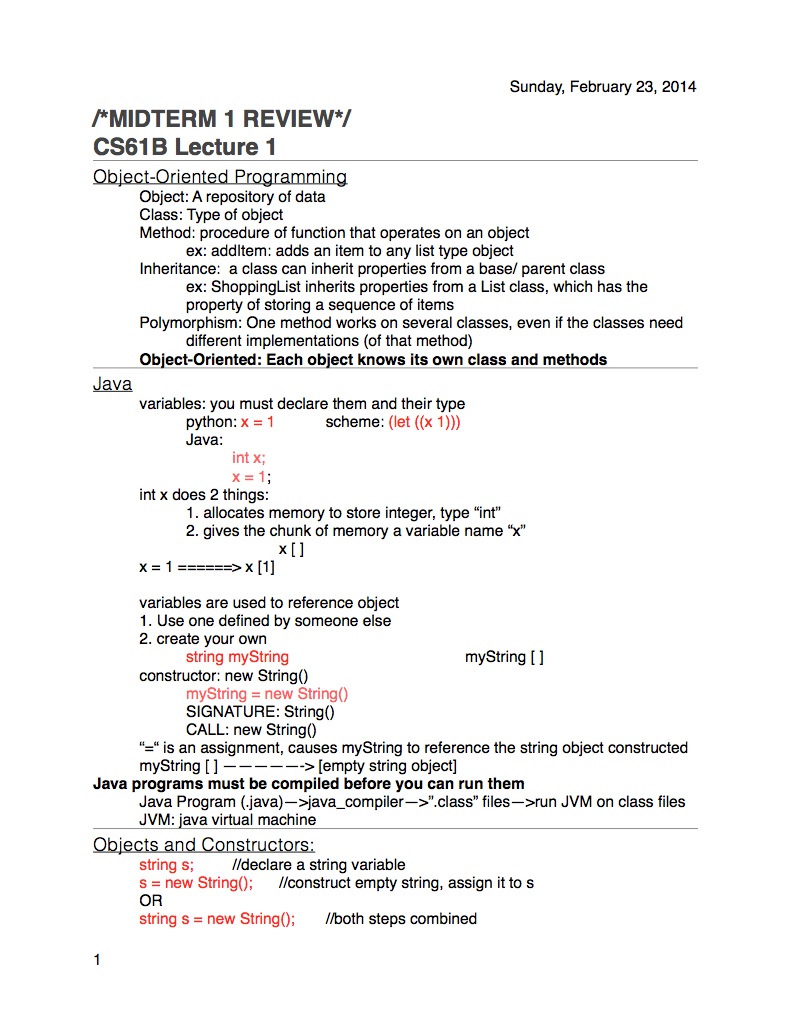 Sunday, February 23, 2014
/*MIDTERM 1 REVIEW*/
CS61B Lecture 1
Object-Oriented Programming
Object: A repository of data
Class: Type of object
Method: procedure of function that operates on an object
ex: addItem: adds an item to any list type object
Inheritance:  a class can inherit properties from a base/ parent class
ex: ShoppingList inherits properties from a List class, which has the
property of storing a sequence of items
Polymorphism: One method works on several classes, even if the classes need
different implementations (of that method)
Object-Oriented: Each object knows its own class and methods
Java
variables: you must declare them and their type
python: x = 1 scheme: (let ((x 1)))
Java:
int x;
x = 1;
int x does 2 things:
1. allocates memory to store integer, type “int”
2. gives the chunk of memory a variable name “x”
x [ ]
x = 1 ======> x [1]
variables are used to reference object
1. Use one defined by someone else
2. create your own
string myString myString [ ]
constructor: new String()
myString = new String()
SIGNATURE: String()
CALL: new String()
“=“ is an assignment, causes myString to reference the string object constructed
myString [ ] — — — — —-> [empty string object]
Java programs must be compiled before you can run them
Java Program (.java)—>java_compiler—>”.class” files—>run JVM on class files
JVM: java virtual machine
Objects and Constructors:
string s; //declare a string variable
s = new String(); //construct empty string, assign it to s
OR
string s = new String(); //both steps combined
1